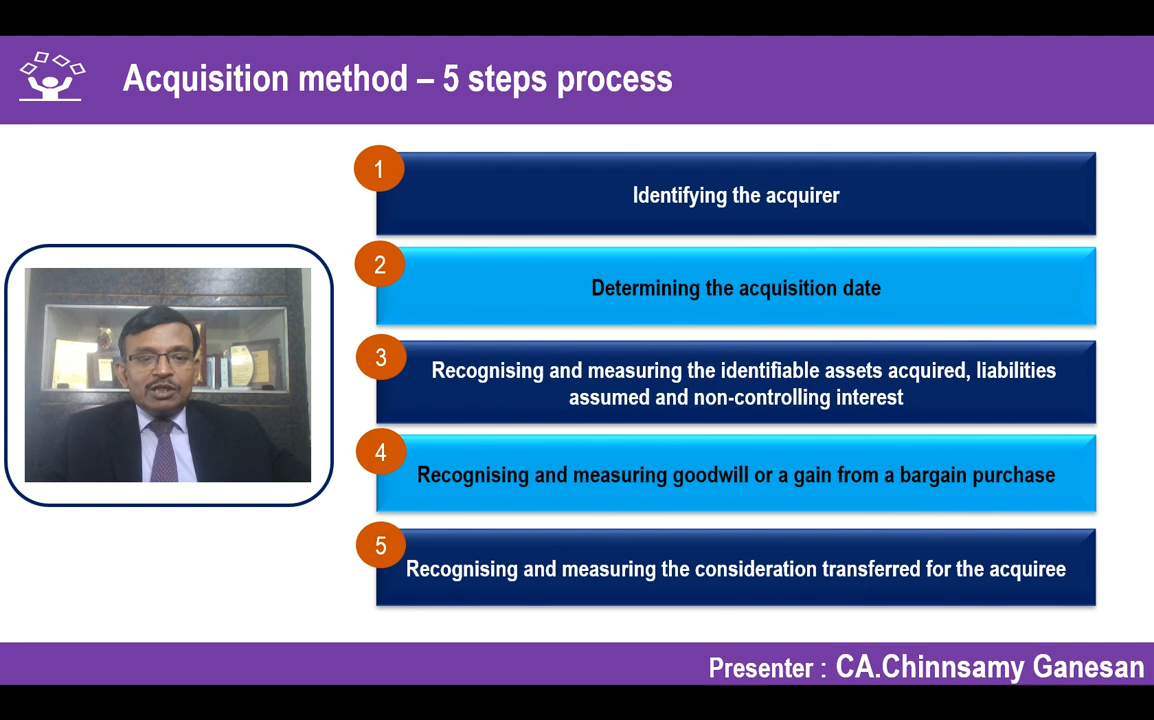 Acquisition method – 5 steps process
1
Identifying the acquirer
2
Determining the acquisition date
3
Recognising and measuring the identifiable assets acquired, liabilities
assumed and non-controlling interest
4
Recognising and measuring goodwill or a gain from a bargain purchase
5
Recognising and measuring the consideration transferred for the acquiree
Presenter : CA.Chinnsamy Ganesan